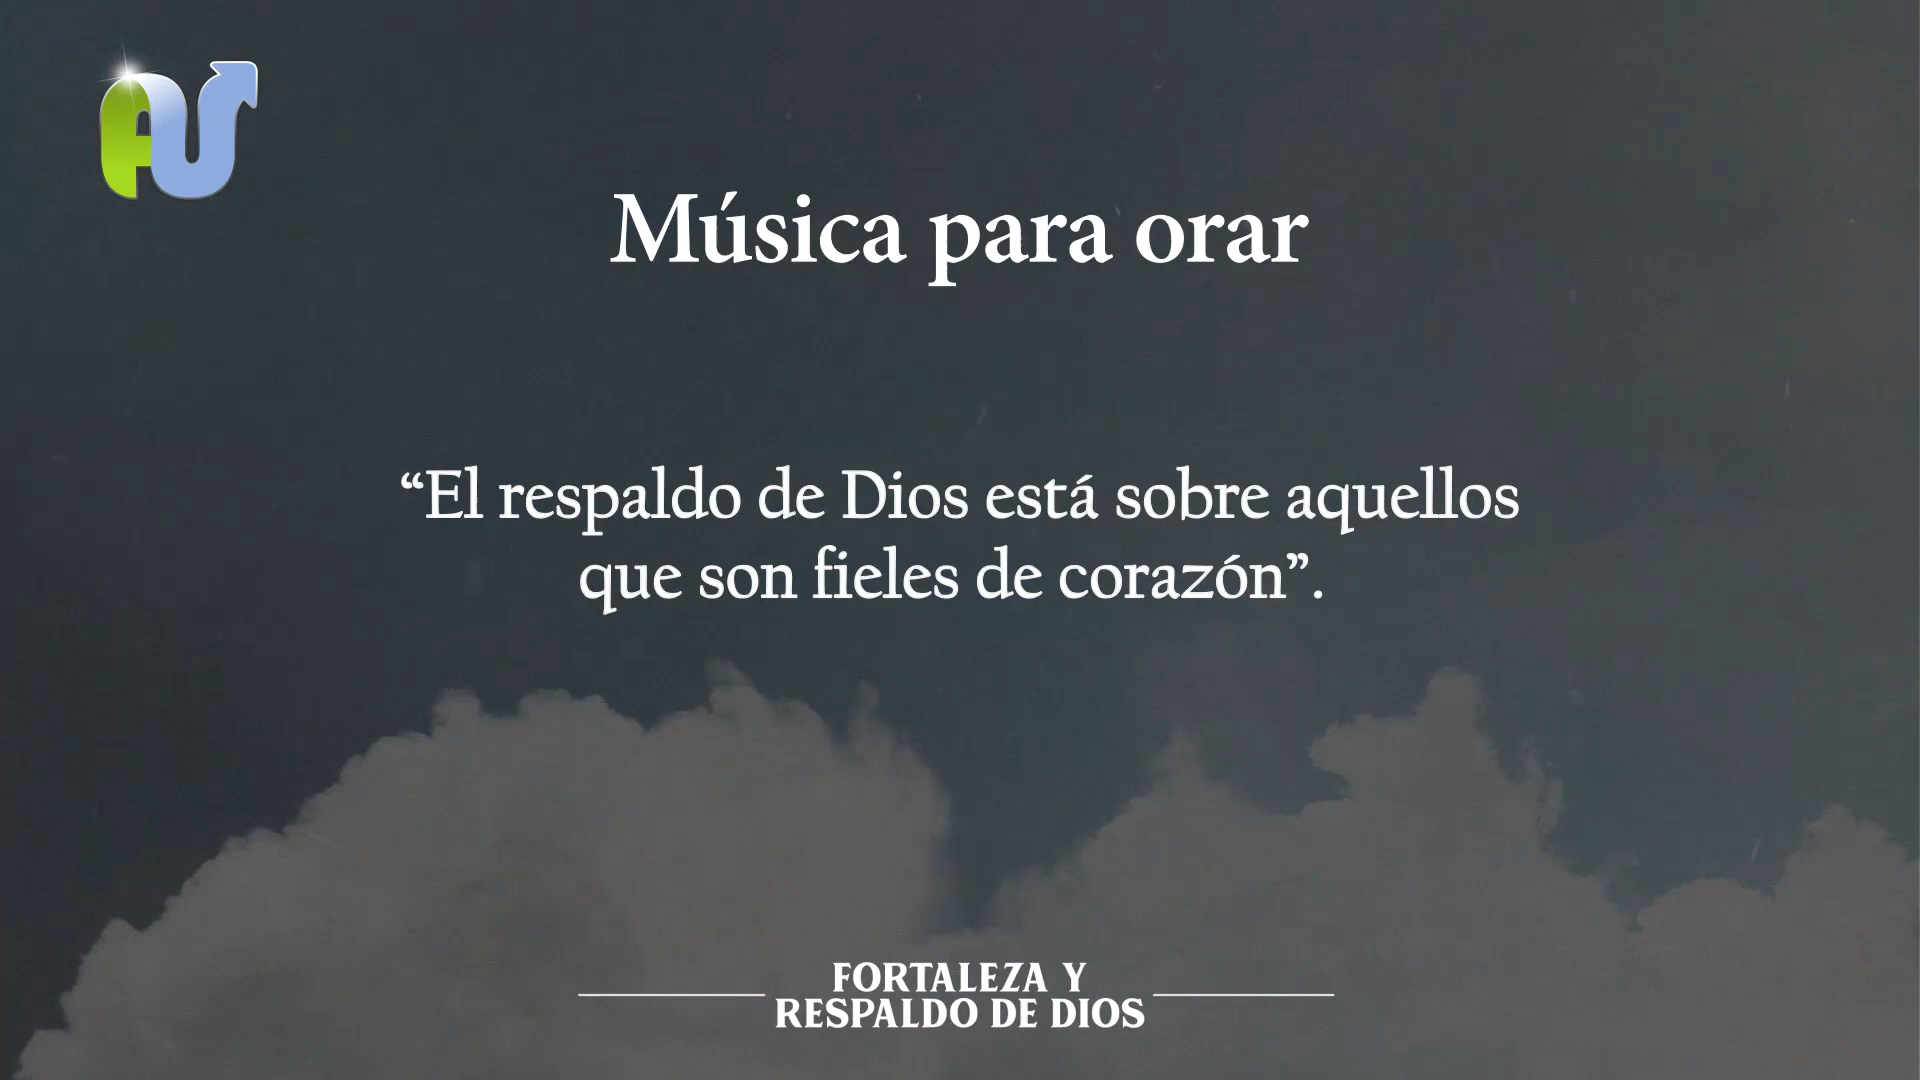 AU
Música para orar
“El respaldo de Dios está sobre aquellos
que son fieles de corazón”.
FORTALEZA Y
RESPALDO DE DIOS